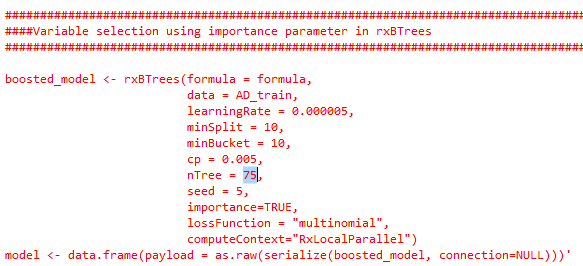 ################################################################################
####Variable selection using importance parameter in rxBTrees
################################################################################
boosted_model <- rxBTrees(formula = formula,
data = AD_train,
learningRate = 0.000005,
minSplit = 10,
minBucket = 10,
cp = 0.005,
nTree = 75,
seed = 5,
importance=TRUE,
lossFunction = "multinomial",
computeContext="RxLocalParallel")
model <- data.frame(payload = as.raw(serialize(boosted_model, connection=NULL)))'